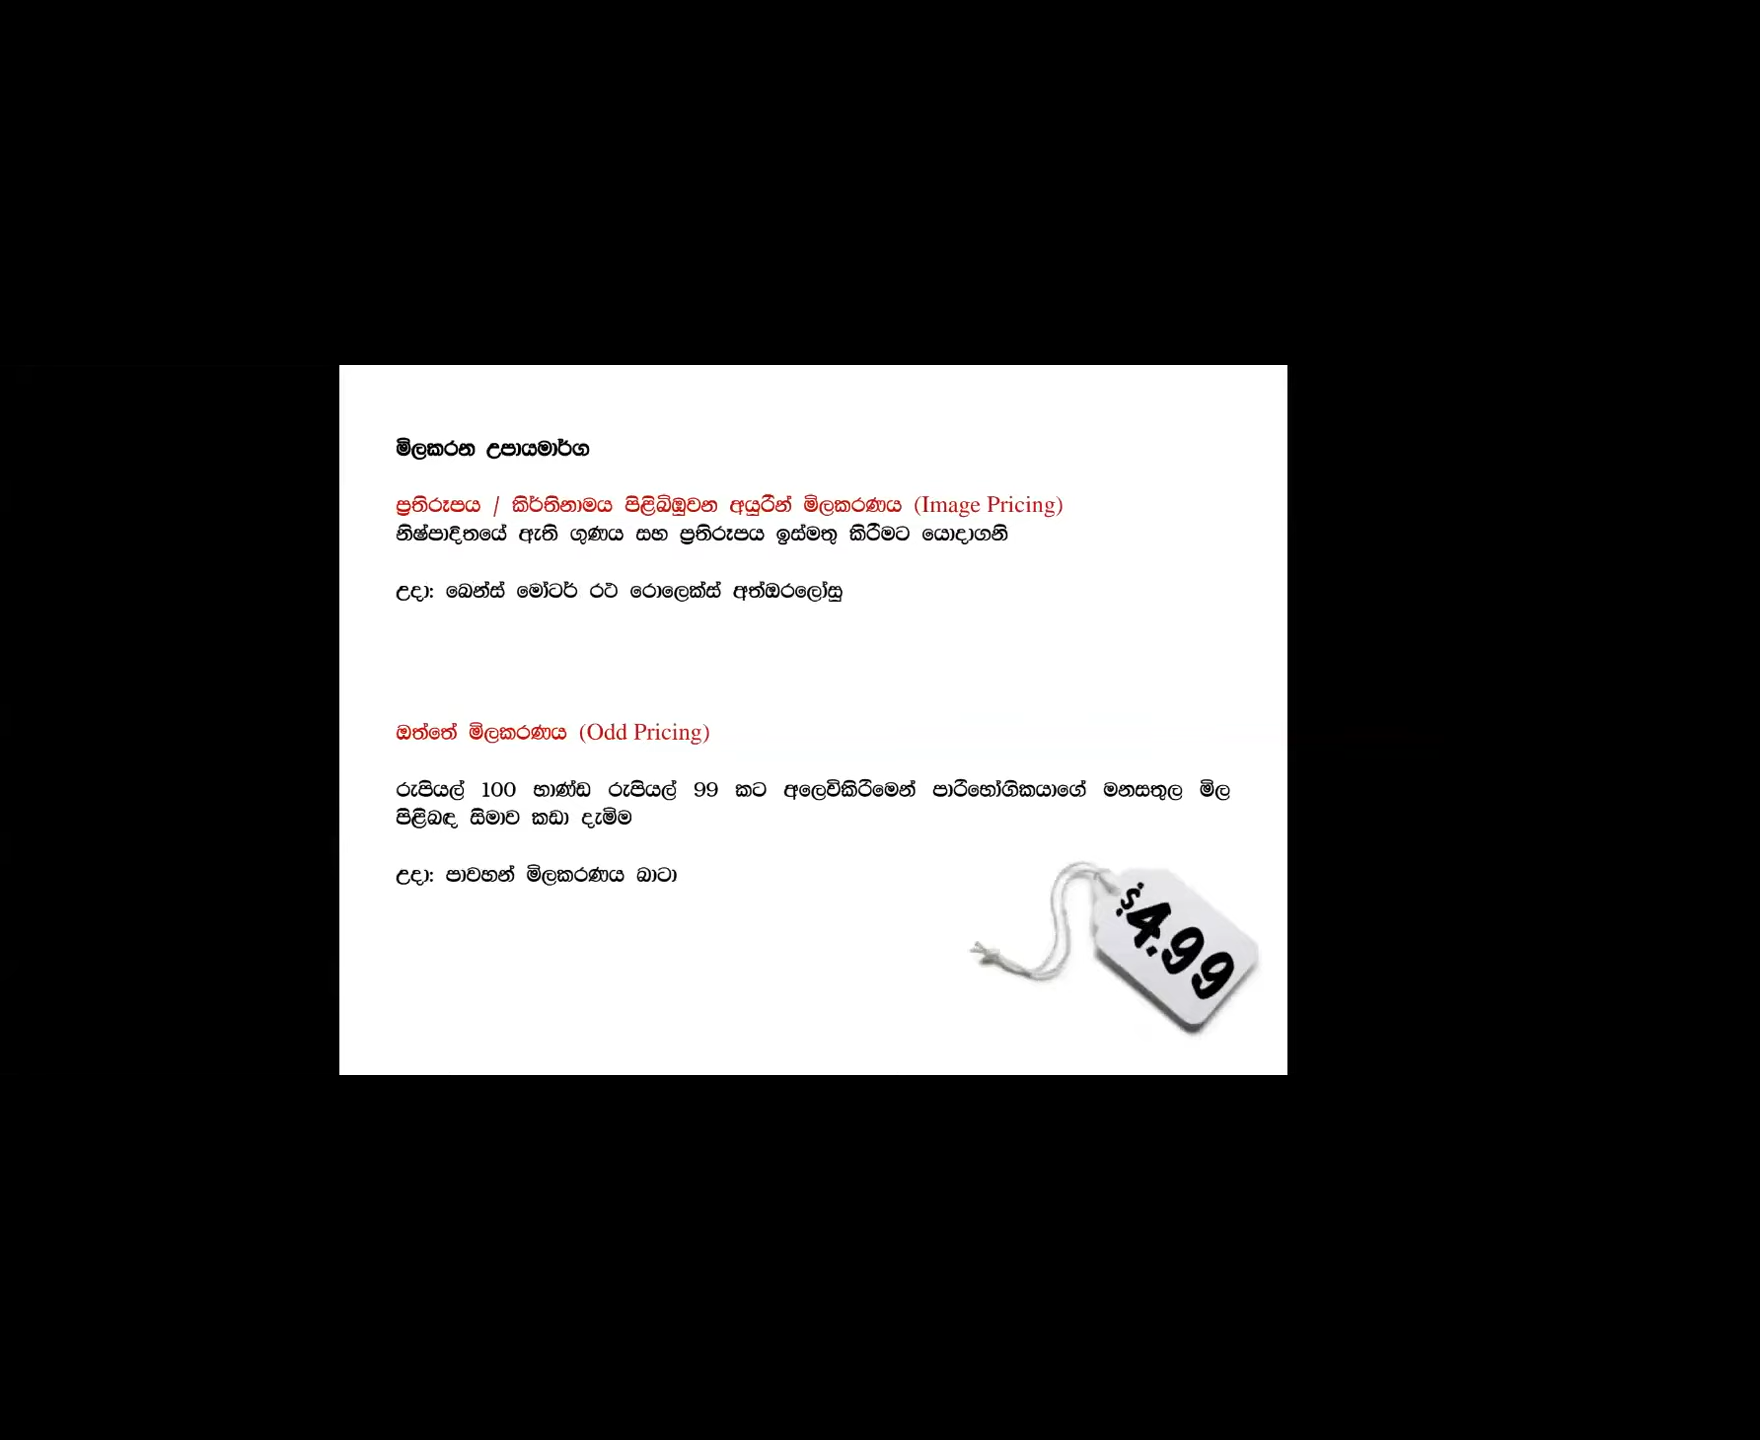 මිලකරන උපායමාර්ග
ප්‍රතිරූපය / කිර්තිනාමය පිළිබිඹුවන අයුරින් මිලකරණය (Image Pricing)
නිෂ්පාදිතයේ ඇති ගුණය සහ ප්‍රතිරූපය ඉස්මතු කිරීමට යොදාගනි
උදා: බෙන්ස් මෝටර් රථ රොලෙක්ස් අත්ඔරලෝසු
ඔත්තේ මිලකරණය (Odd Pricing)
රුපියල් 100 භාණ්ඩ රුපියල් 99 කට අලෙවිකිරීමෙන් පාරිභෝගිකයාගේ මනසතුල මිල
පිළිබඳ සිමාව කඩා දැමිම
උදා: පාවහන් මිලකරණය බාටා
$4.99